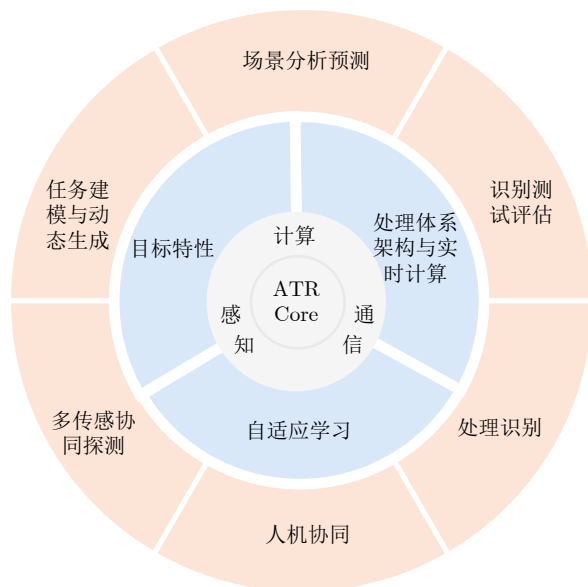 场景分析预测
任务建
模与动
态生成
识别测
试评估
目标特性
处理体系
架构与实
时计算
计算
ATR
Core
感
知
通
信
多传感协
同探测
自适应学习
处理识别
人机协同